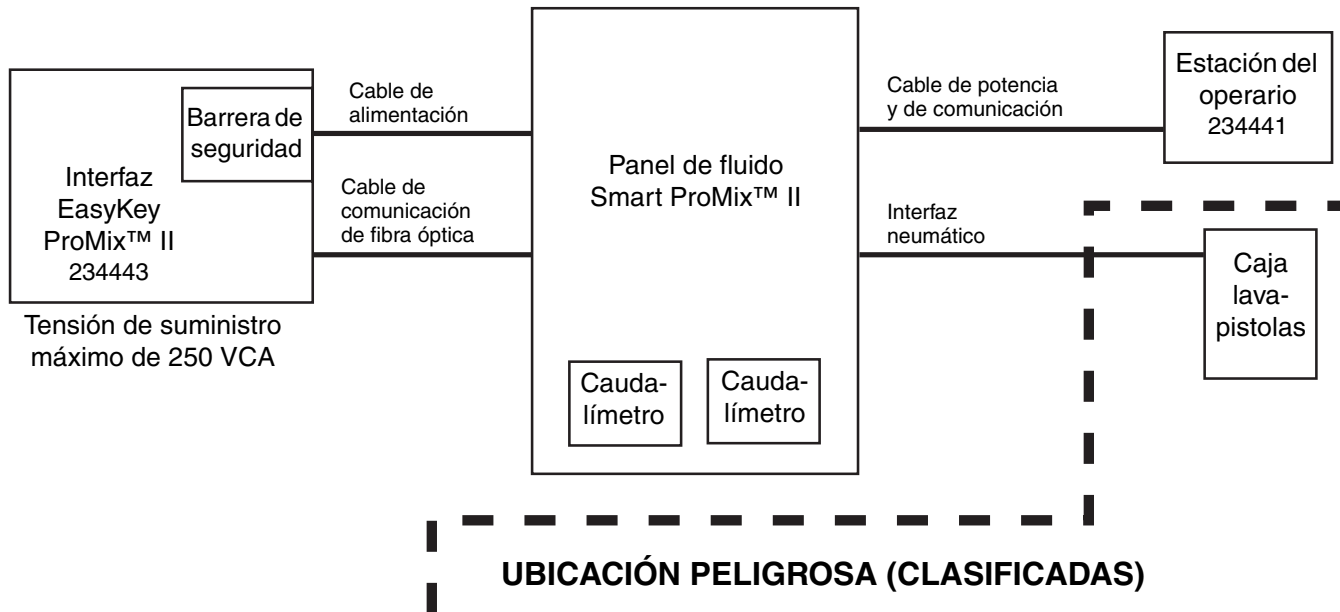 Barrera de
seguridad
Interfaz
EasyKey
ProMix™ II
234443
Tensión de suministro
máximo de 250 VCA
Cable de
alimentación
Cable de
comunicación
de fibra óptica
Panel de fluido
Smart ProMix™ II
Cauda-
límetro
Cauda-
límetro
Cable de potencia
y de comunicación
Interfaz
neumático
Estación del
operario
234441
Caja
lava-
pistolas
UBICACIÓN PELIGROSA (CLASIFICADAS)